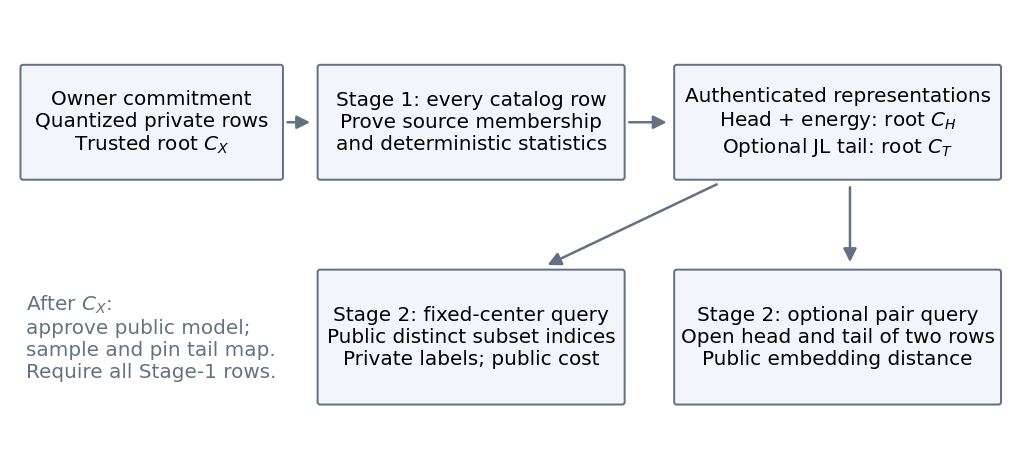 Owner commitment
Quantized private rows
Trusted root C_X
Stage 1: every catalog row
Prove source membership
and deterministic statistics
Authenticated representations
Head + energy: root C_H
Optional JL tail: root C_T
After C_X:
approve public model;
sample and pin tail map.
Require all Stage-1 rows.
Stage 2: fixed-center query
Public distinct subset indices
Private labels; public cost
Stage 2: optional pair query
Open head and tail of two rows
Public embedding distance